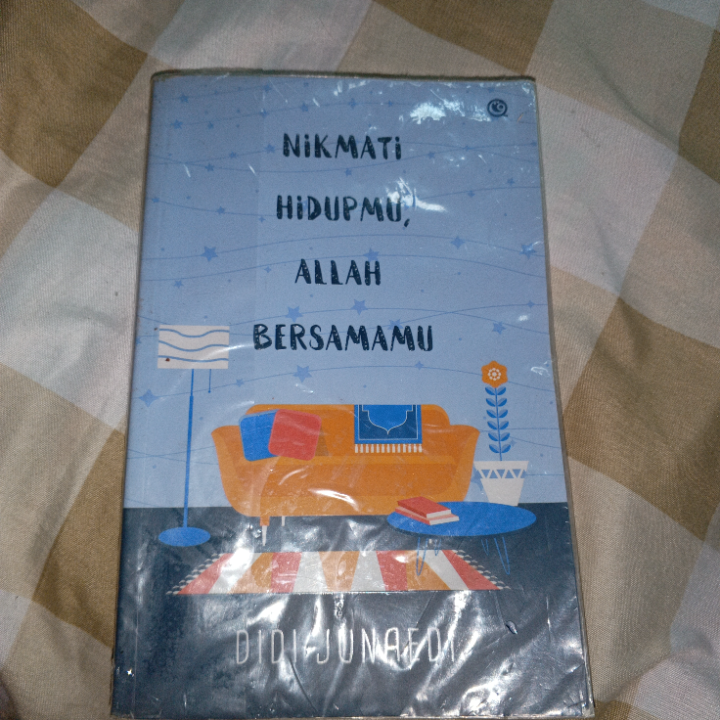 NiKMATi
HiDUPMU,
ALLAH
BERSAMAMU
DIDI JUNAEDI